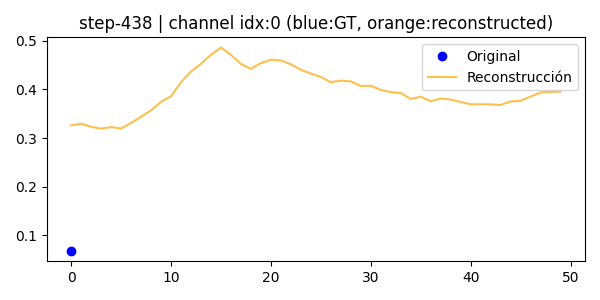 step-438 | channel idx:0 (blue:GT, orange:reconstructed)
0.5
0.4
0.3
0.2
0.1
Original
Reconstrucción
0 10 20 30 40 50